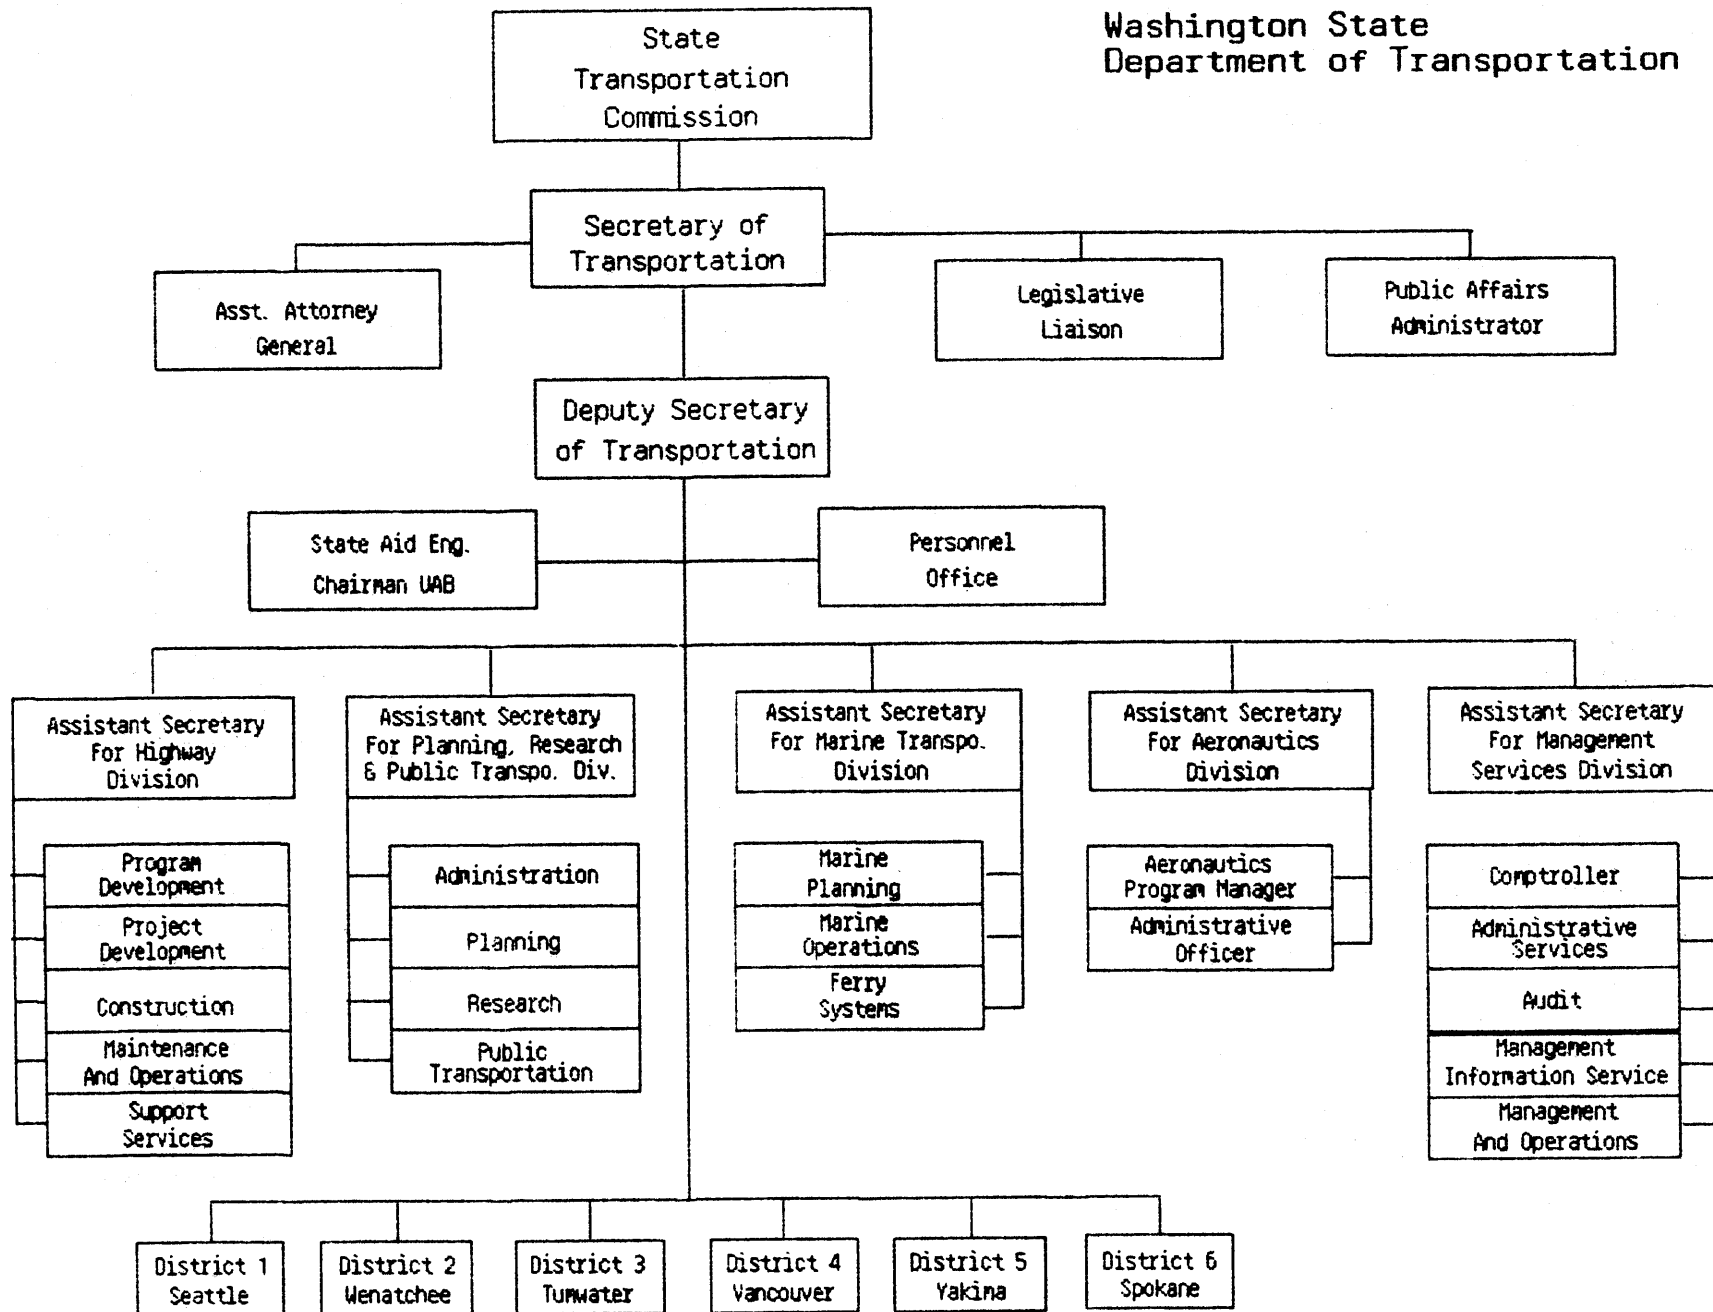 Washington State
Department of Transportation
State
Transportation
Commission
Secretary of
Transportation
Asst. Attorney
General
Legislative
Liaison
Public Affairs
Administrator
Deputy Secretary
of Transportation
State Aid Eng.
Chairman UAB
Personnel
Office
Assistant Secretary
For Highway
Division
Assistant Secretary
For Planning, Research
& Public Transpo. Div.
Assistant Secretary
For Marine Transpo.
Division
Assistant Secretary
For Aeronautics
Division
Assistant Secretary
For Management
Services Division
Program
Development
Project
Development
Construction
Maintenance
And Operations
Support
Services
Administration
Planning
Research
Public
Transportation
Marine
Planning
Marine
Operations
Ferry
Systems
Aeronautics
Program Manager
Administrative
Officer
Comptroller
Administrative
Services
Audit
Management
Information Service
Management
And Operations
District 1
Seattle
District 2
Wenatchee
District 3
Tumwater
District 4
Vancouver
District 5
Yakima
District 6
Spokane